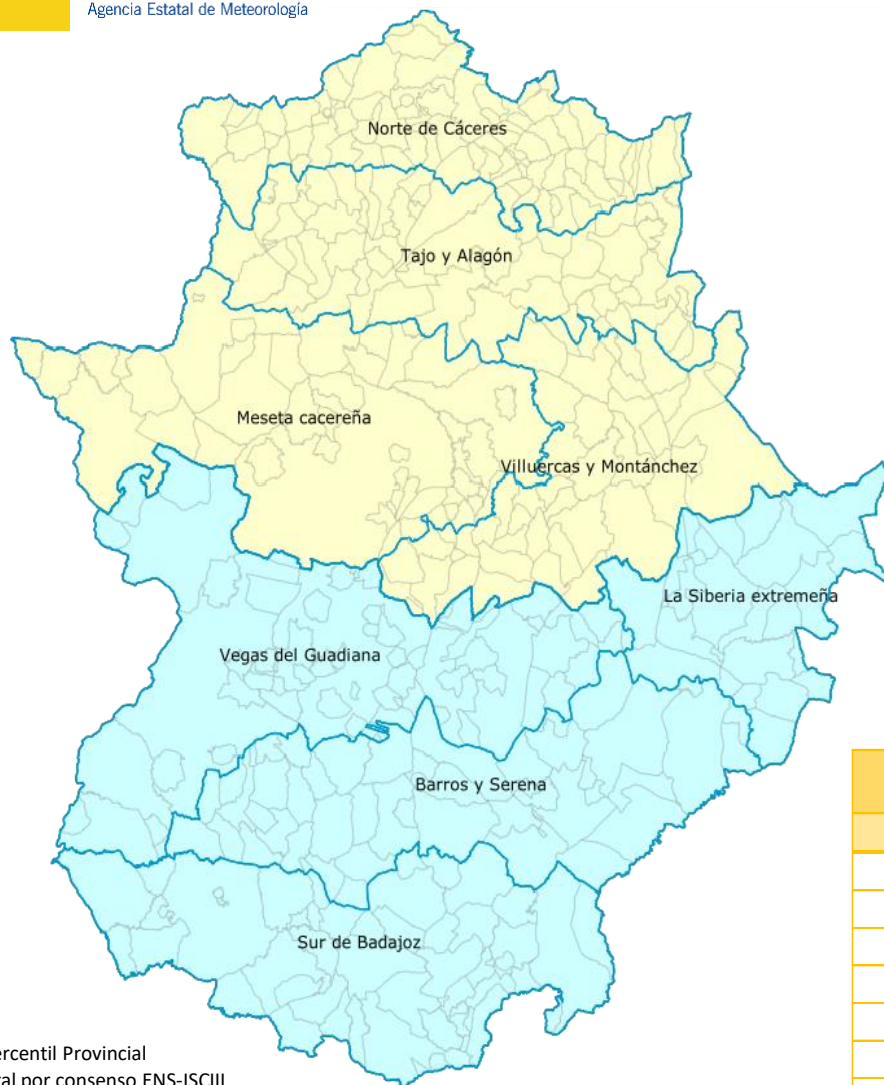 Agencia Estatal de Meteorología
Norte de Cáceres
Tajo y Alagón
Meseta cacereña
Villuercas y Montánchez
La Siberia extremeña
Vegas del Guadiana
Barros y Serena
Sur de Badajoz
ercentil Provincial
ral por consenso ENS-ISCIII